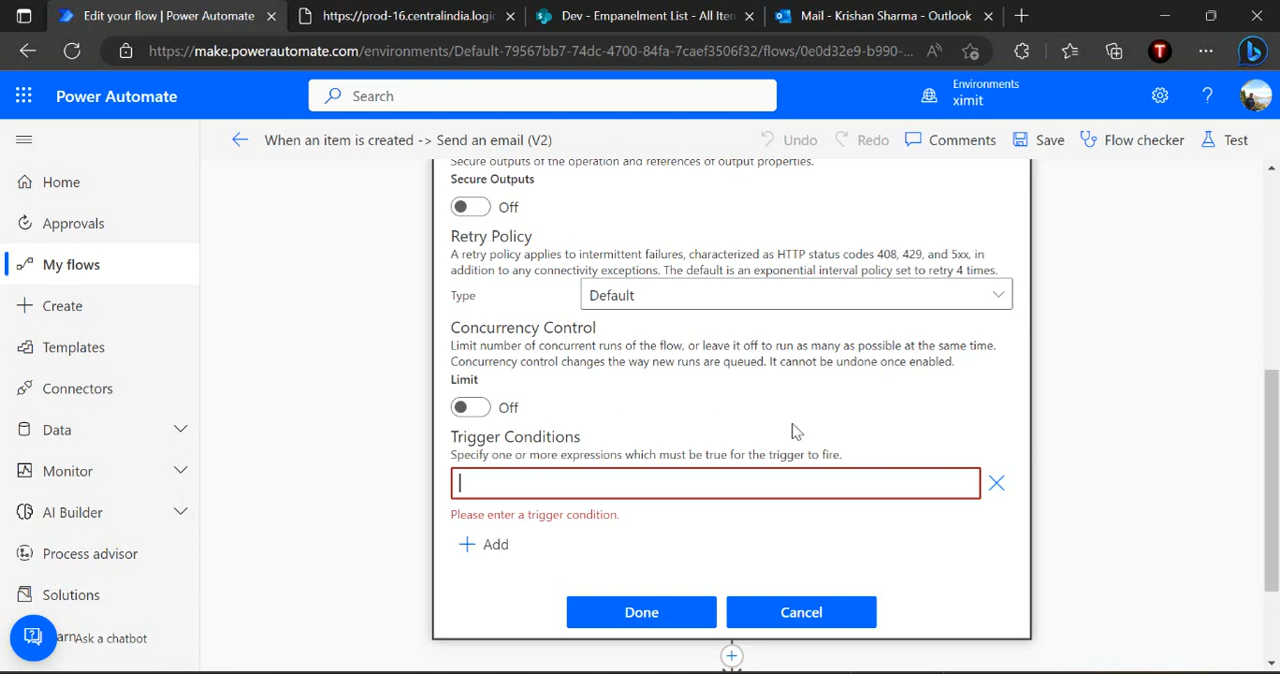 Edit your flow | Power Automate
https://prod-16.centralindia.logic
Dev - Empanelment List - All Iten
Mail - Krishan Sharma - Outlook
https://make.powerautomate.com/environments/Default-79567bb7-74dc-4700-84fa-7caef3506f32/flows/0e0d32e9-b990-...
T
Power Automate
Search
Environments
ximit
When an item is created -> Send an email (V2)
Undo
Redo
Comments
Save
Flow checker
Test
Home
Approvals
My flows
Create
Templates
Connectors
Data
Monitor
AI Builder
Process advisor
Solutions
arn
Ask a chatbot
Secure outputs of the operation and references of output properties.
Secure Outputs
Off
Retry Policy
A retry policy applies to intermittent failures, characterized as HTTP status codes 408, 429, and 5xx, in
addition to any connectivity exceptions. The default is an exponential interval policy set to retry 4 times.
Type
Default
Concurrency Control
Limit number of concurrent runs of the flow, or leave it off to run as many as possible at the same time.
Concurrency control changes the way new runs are queued. It cannot be undone once enabled.
Limit
Off
Trigger Conditions
Specify one or more expressions which must be true for the trigger to fire.
Please enter a trigger condition.
Add
Done
Cancel